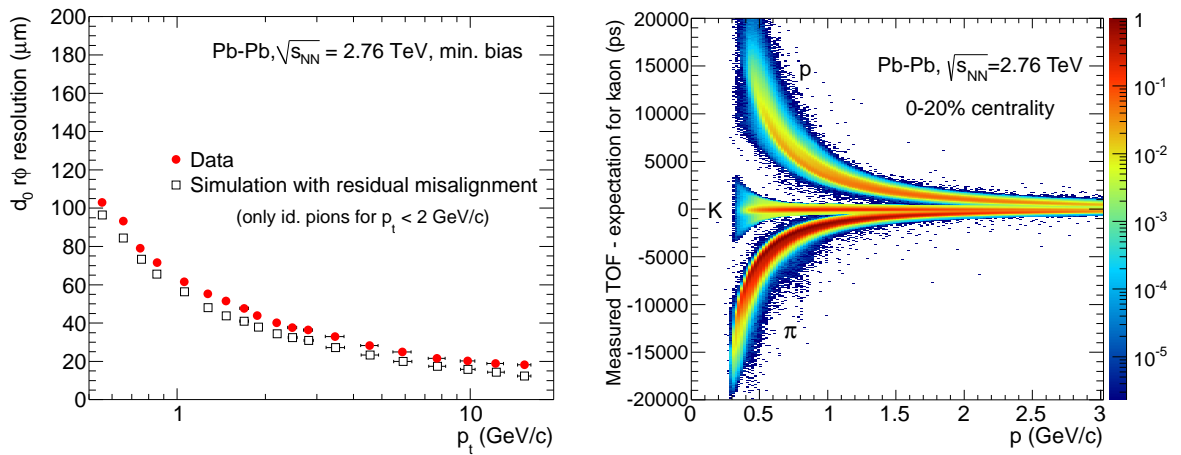 d₀ rϕ resolution (μm)
200
180
160
140
120
100
80
60
40
20
0
Pb-Pb, √s_NN = 2.76 TeV, min. bias
Data
Simulation with residual misalignment
(only id. pions for pₜ < 2 GeV/c)
1
10
pₜ (GeV/c)
Measured TOF - expectation for kaon (ps)
20000
15000
10000
5000
0
-5000
-10000
-15000
-20000
p
Pb-Pb, √s_NN=2.76 TeV
0-20% centrality
K
π
0
0.5
1
1.5
2
2.5
3
p (GeV/c)
1
10⁻¹
10⁻²
10⁻³
10⁻⁴
10⁻⁵